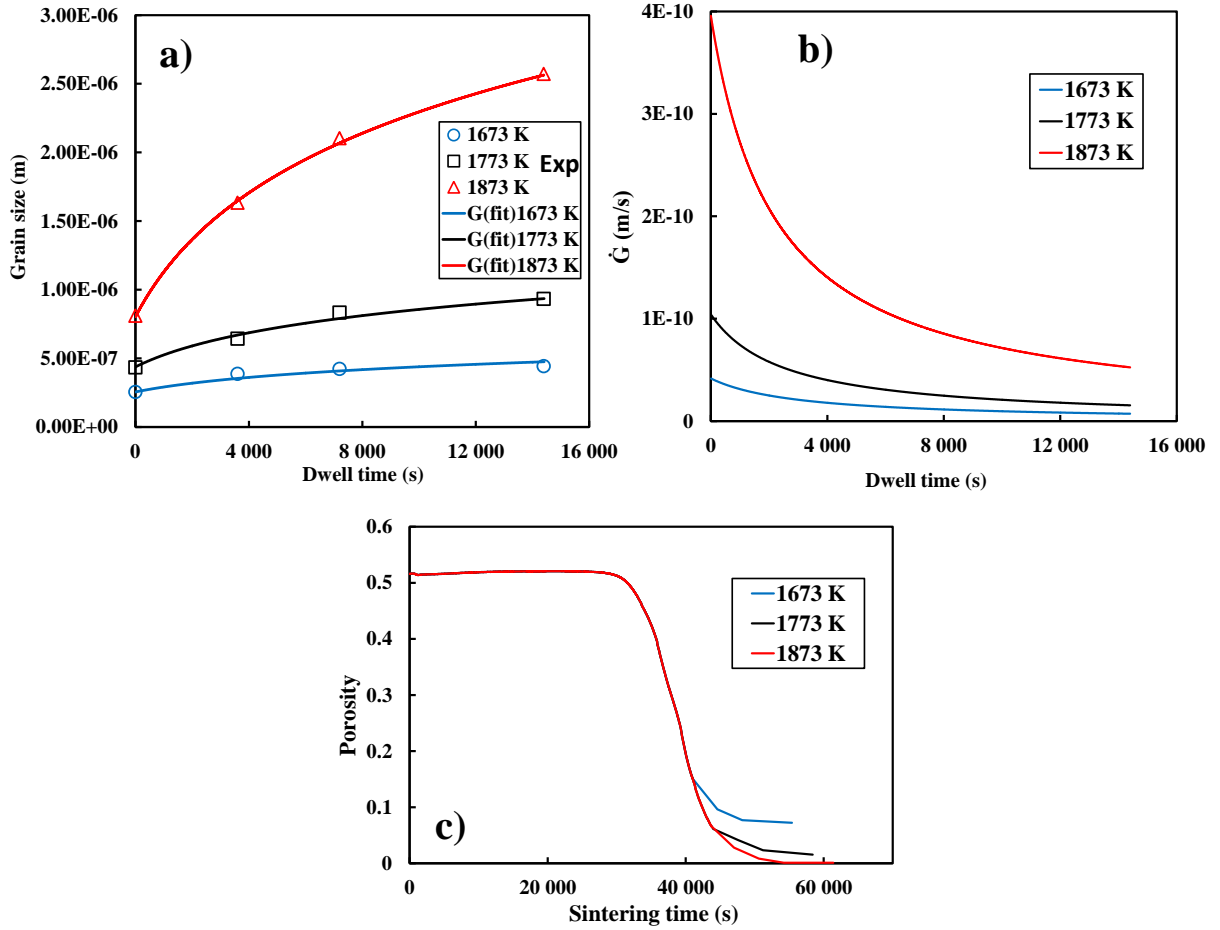 a)
3.00E-06
2.50E-06
2.00E-06
1.50E-06
1.00E-06
5.00E-07
0.00E+00
Grain size (m)
0
4 000
8 000
12 000
16 000
Dwell time (s)
1673 K
1773 K Exp
1873 K
G(fit)1673 K
G(fit)1773 K
G(fit)1873 K
b)
4E-10
3E-10
2E-10
1E-10
0
Ġ (m/s)
0
4 000
8 000
12 000
16 000
Dwell time (s)
1673 K
1773 K
1873 K
c)
0.6
0.5
0.4
0.3
0.2
0.1
0
Porosity
0
20 000
40 000
60 000
Sintering time (s)
1673 K
1773 K
1873 K